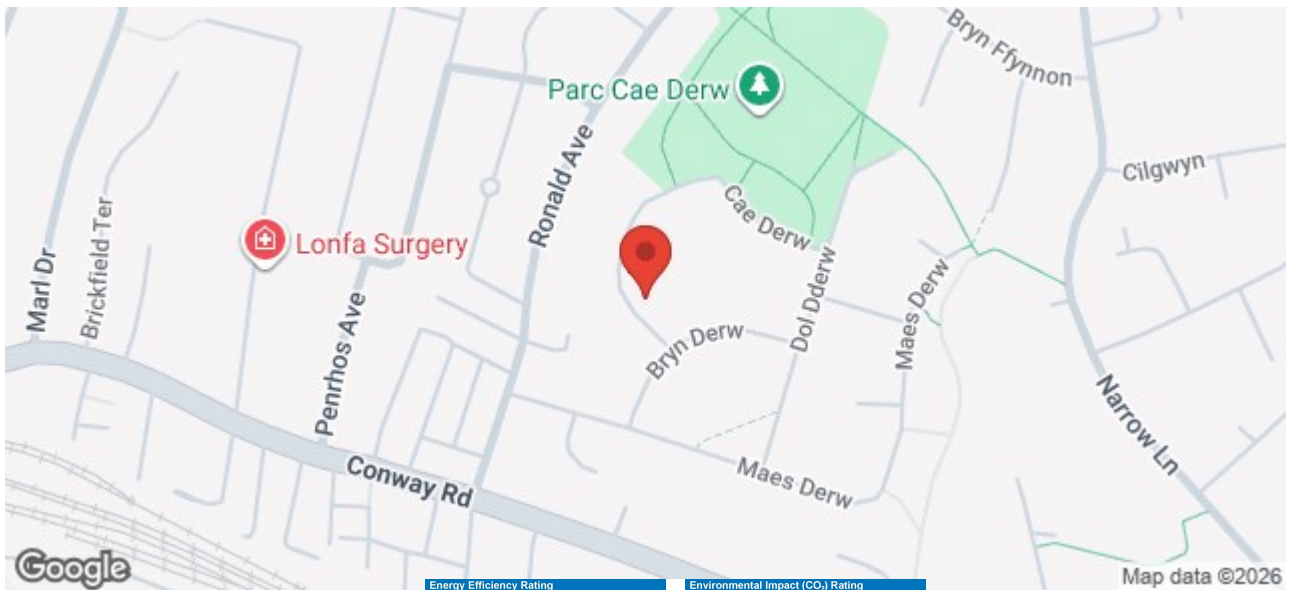 Bryn Ffynnon
Parc Cae Derw
Ronald Ave
Cilgwyn
Cae Derw
Brickfield Ter
Lonfa Surgery
Marl Dr
Dol Dderw
Maes Derw
Penrhos Ave
Bryn Derw
Narrow Ln
Conway Rd
Maes Derw
Google
Map data ©2026
Energy Efficiency Rating
Environmental Impact (CO₂) Rating